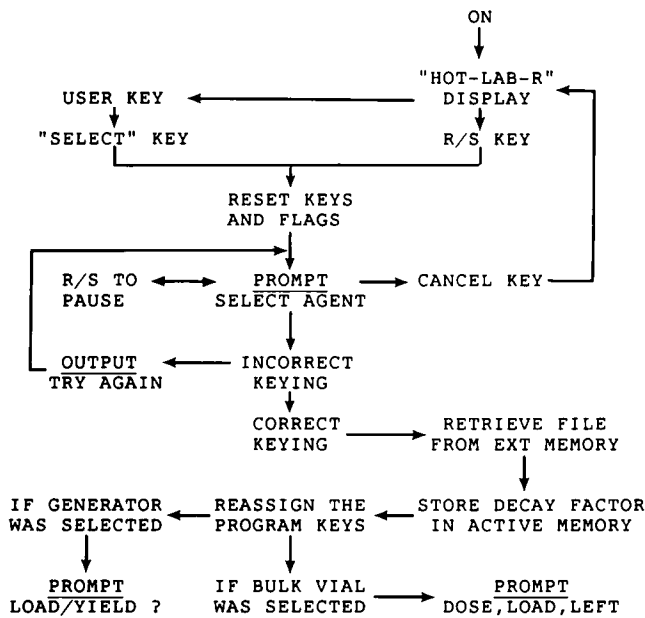 ON
"HOT-LAB-R"
DISPLAY
USER KEY
"SELECT" KEY
R/S KEY
RESET KEYS
AND FLAGS
R/S TO
PAUSE
PROMPT
SELECT AGENT
CANCEL KEY
OUTPUT
TRY AGAIN
INCORRECT
KEYING
CORRECT
KEYING
RETRIEVE FILE
FROM EXT MEMORY
IF GENERATOR
WAS SELECTED
REASSIGN THE
PROGRAM KEYS
STORE DECAY FACTOR
IN ACTIVE MEMORY
PROMPT
LOAD/YIELD ?
IF BULK VIAL
WAS SELECTED
PROMPT
DOSE,LOAD,LEFT